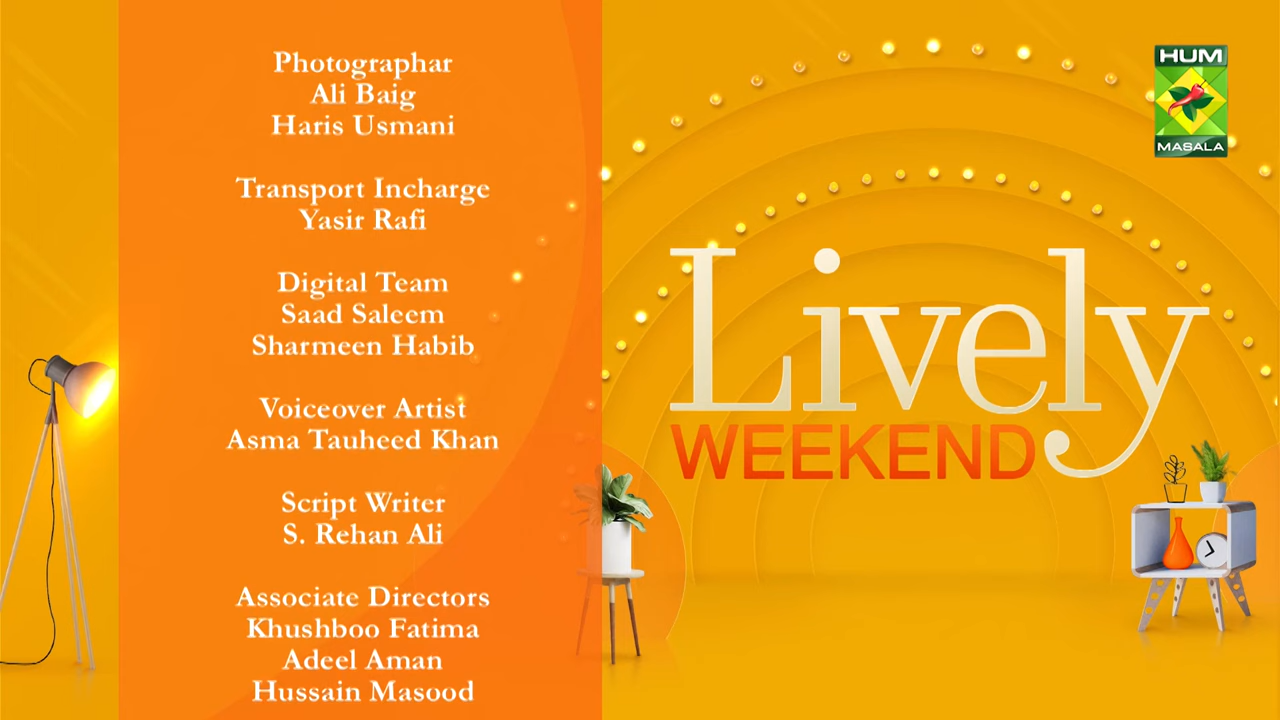 Photographar
Ali Baig
Haris Usmani
Transport Incharge
Yasir Rafi
Digital Team
Saad Saleem
Sharmeen Habib
Voiceover Artist
Asma Tauheed Khan
Script Writer
S. Rehan Ali
Associate Directors
Khushboo Fatima
Adeel Aman
Hussain Masood
HUM
MASALA
Lively
WEEKEND